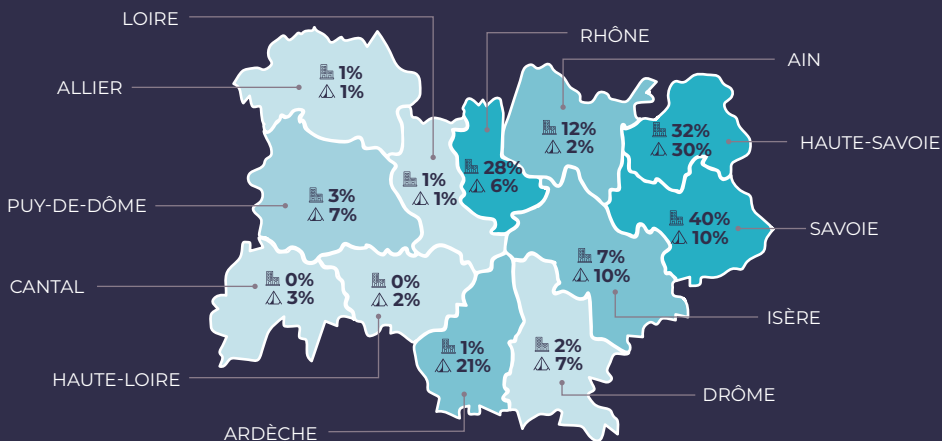 LOIRE
RHÔNE
AIN
ALLIER
1%
1%
12%
2%
32%
30%
HAUTE-SAVOIE
28%
6%
1%
1%
3%
7%
PUY-DE-DÔME
40%
10%
SAVOIE
7%
10%
CANTAL
0%
3%
0%
2%
ISÈRE
1%
21%
2%
7%
HAUTE-LOIRE
DRÔME
ARDÈCHE